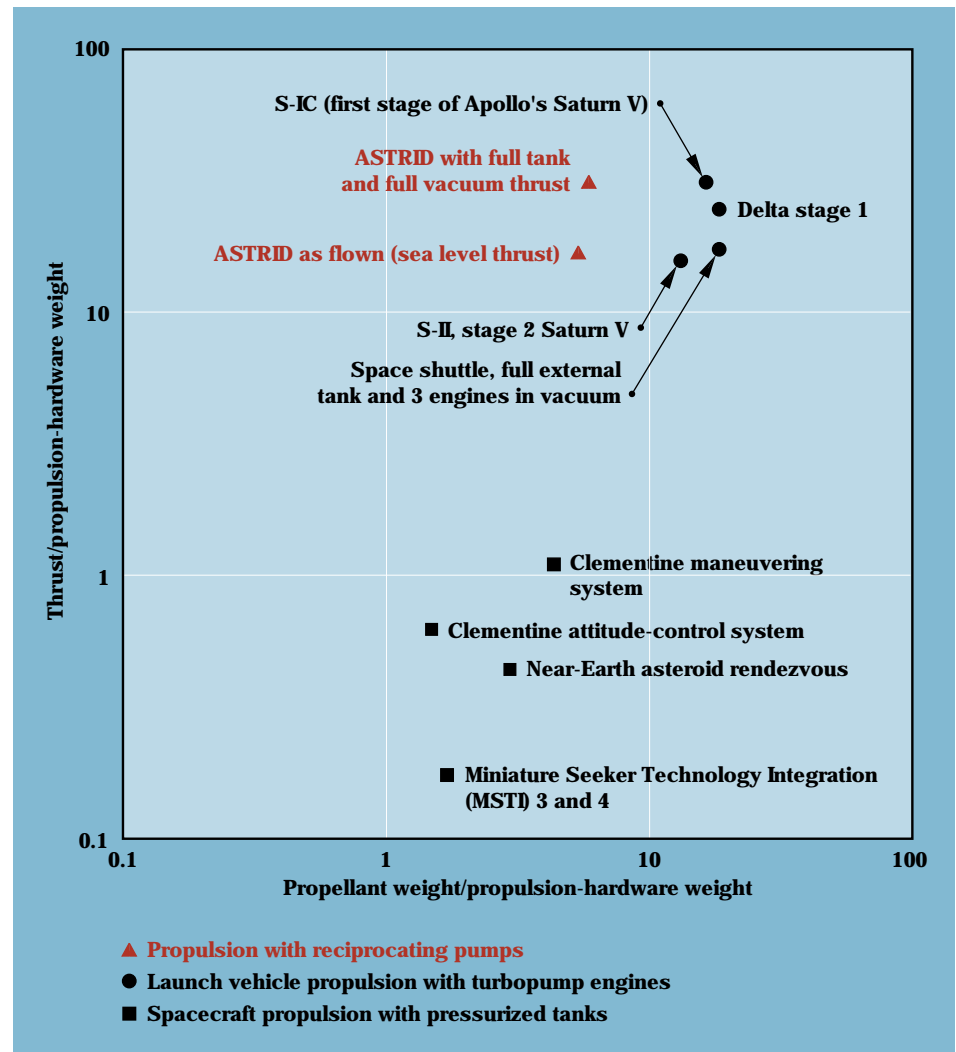 100
S-IC (first stage of Apollo's Saturn V)
ASTRID with full tank
and full vacuum thrust
Delta stage 1
ASTRID as flown (sea level thrust)
10
S-II, stage 2 Saturn V
Space shuttle, full external
tank and 3 engines in vacuum
Thrust/propulsion-hardware weight
1
Clementine maneuvering
system
Clementine attitude-control system
Near-Earth asteroid rendezvous
Miniature Seeker Technology Integration
(MSTI) 3 and 4
0.1
0.1 1 10 100
Propellant weight/propulsion-hardware weight
Propulsion with reciprocating pumps
Launch vehicle propulsion with turbopump engines
Spacecraft propulsion with pressurized tanks